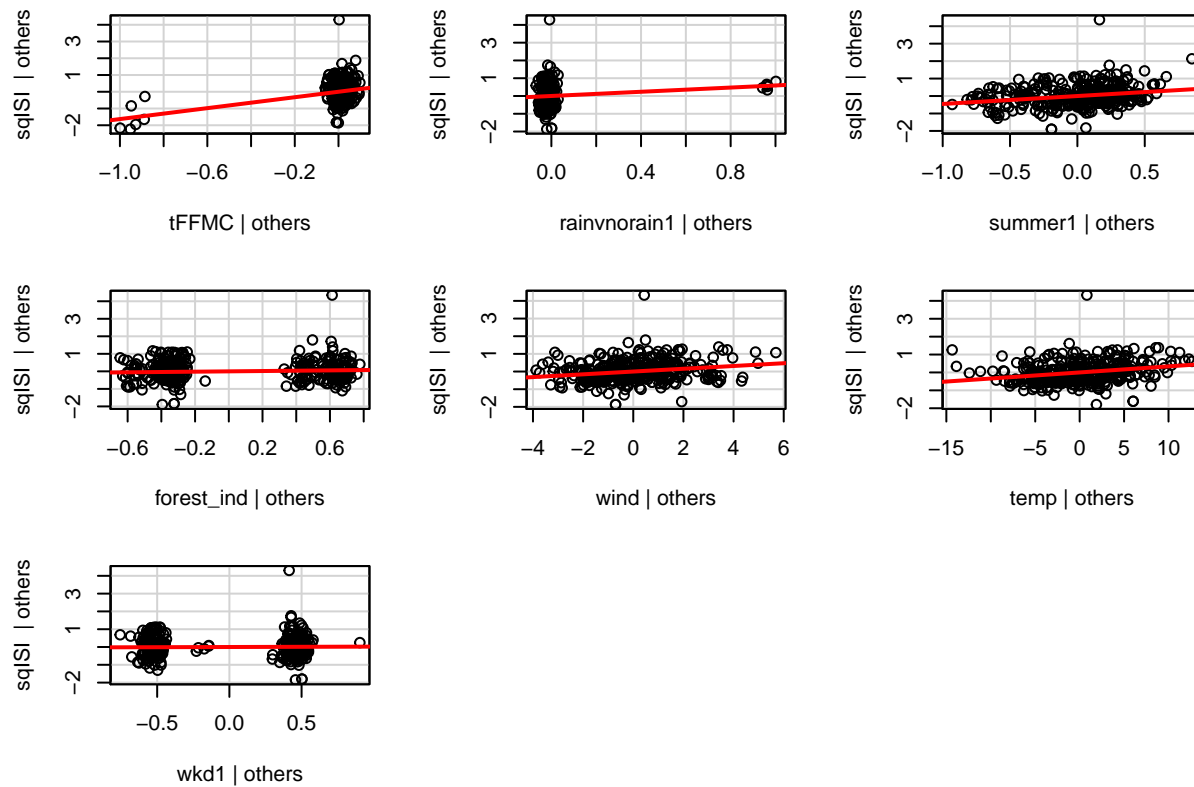 sqISI | others
3
1
−2
−1.0 −0.6 −0.2
tFFMC | others
sqISI | others
3
1
−2
0.0 0.4 0.8
rainvnorain1 | others
sqISI | others
3
1
−2
−1.0 −0.5 0.0 0.5
summer1 | others
sqISI | others
3
1
−2
−0.6 −0.2 0.2 0.6
forest_ind | others
sqISI | others
3
1
−2
−4 −2 0 2 4 6
wind | others
sqISI | others
3
1
−2
−15 −5 0 5 10
temp | others
sqISI | others
3
1
−2
−0.5 0.0 0.5
wkd1 | others